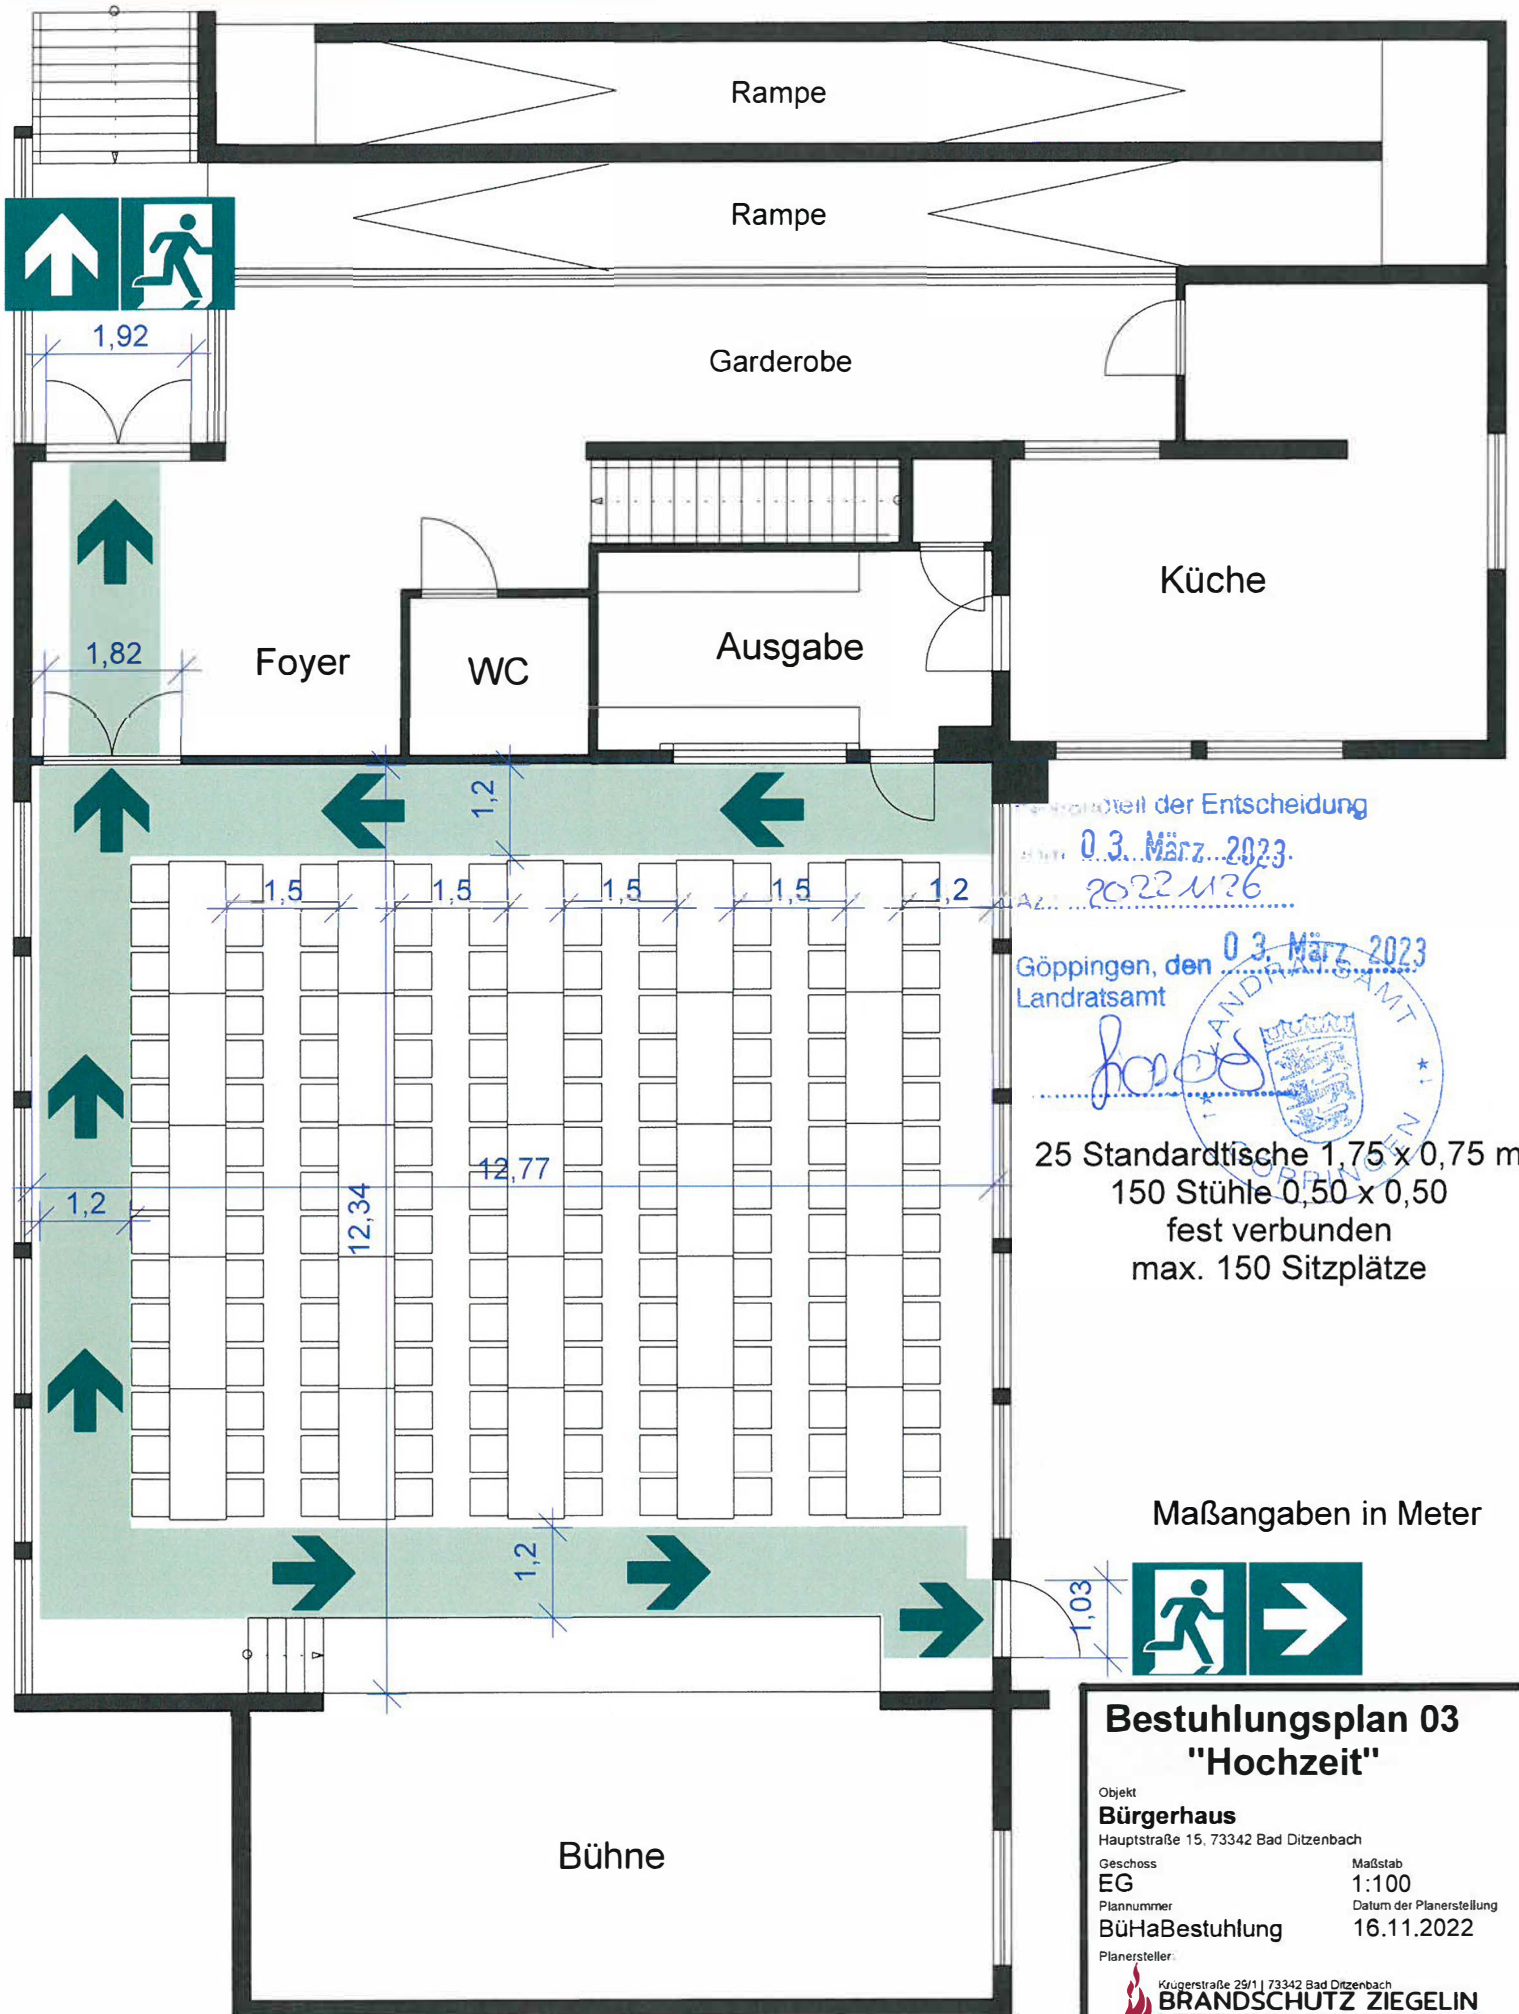 Rampe
Rampe
1,92
Garderobe
Küche
1,82
Foyer
WC
Ausgabe
1,2
der Entscheidung
03. März 2023
Az.: 20221126
1,5
1,5
1,5
1,5
1,2
Göppingen, den 03. März 2023
Landratsamt
LANDRATSAMT
GÖPPINGEN
12,77
12,34
1,2
25 Standardtische 1,75 x 0,75 m
150 Stühle 0,50 x 0,50
fest verbunden
max. 150 Sitzplätze
Maßangaben in Meter
1,2
1,03
Bestuhlungsplan 03
"Hochzeit"
Objekt
Bürgerhaus
Hauptstraße 15, 73342 Bad Ditzenbach
Geschoss
Maßstab
EG
1:100
Plannummer
Datum der Planerstellung
BüHaBestuhlung
16.11.2022
Planersteller:
Krügerstraße 29/1 | 73342 Bad Ditzenbach
BRANDSCHUTZ ZIEGELIN
Bühne